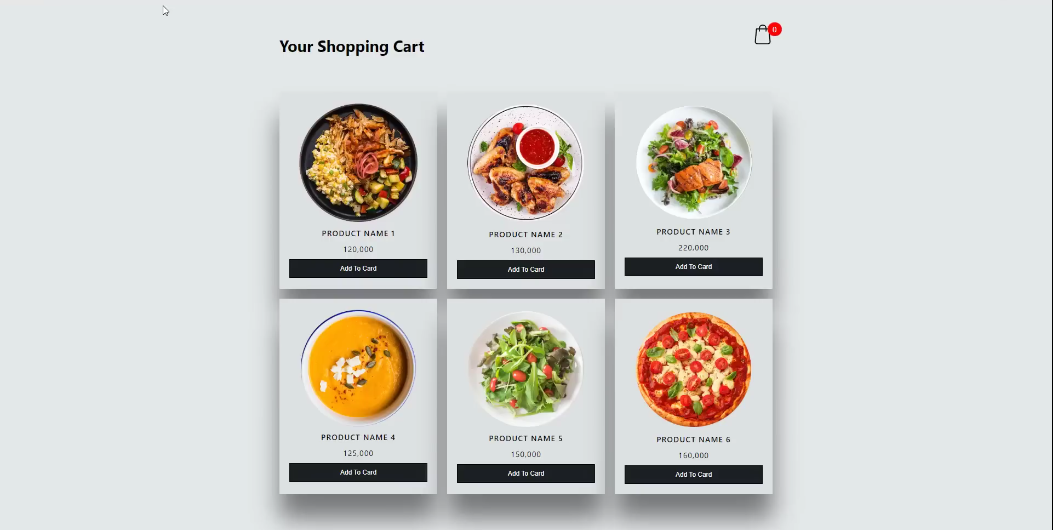 Your Shopping Cart
0
PRODUCT NAME 1
120,000
Add To Card
PRODUCT NAME 2
130,000
Add To Card
PRODUCT NAME 3
220,000
Add To Card
PRODUCT NAME 4
125,000
Add To Card
PRODUCT NAME 5
150,000
Add To Card
PRODUCT NAME 6
160,000
Add To Card